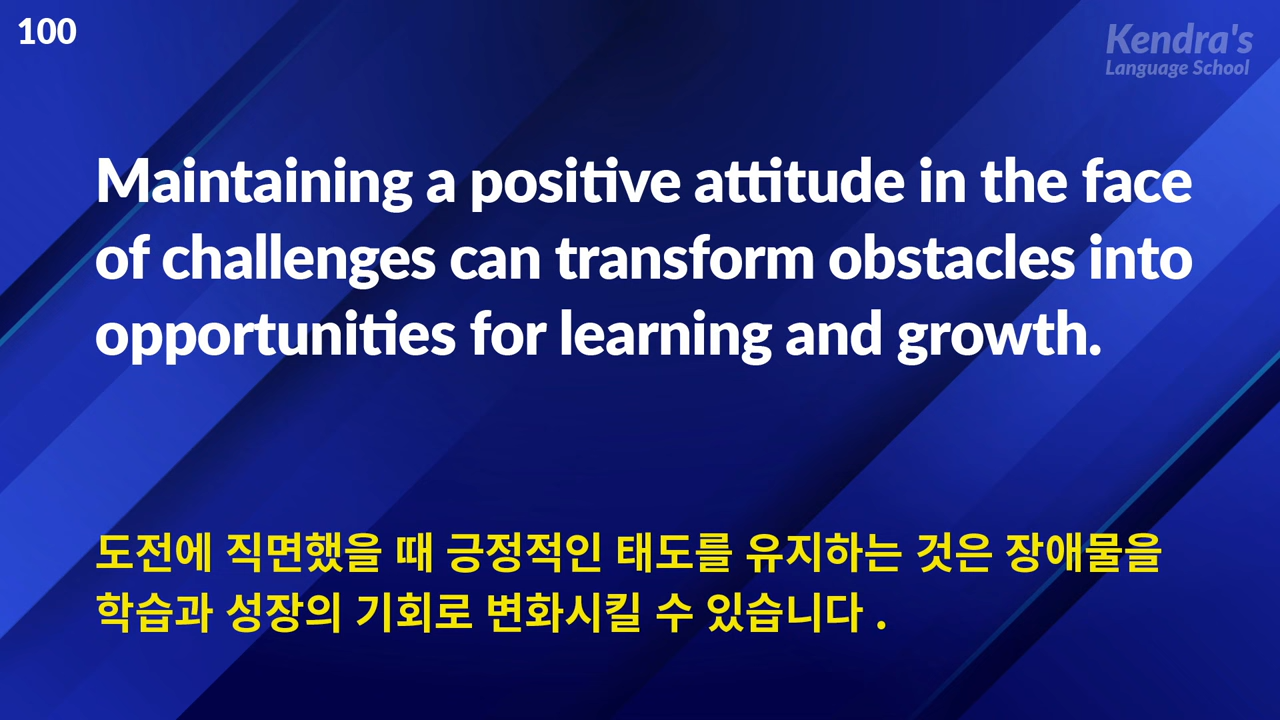 100
Kendra's
Language School
Maintaining a positive attitude in the face
of challenges can transform obstacles into
opportunities for learning and growth.
도전에 직면했을 때 긍정적인 태도를 유지하는 것은 장애물을
학습과 성장의 기회로 변화시킬 수 있습니다 .